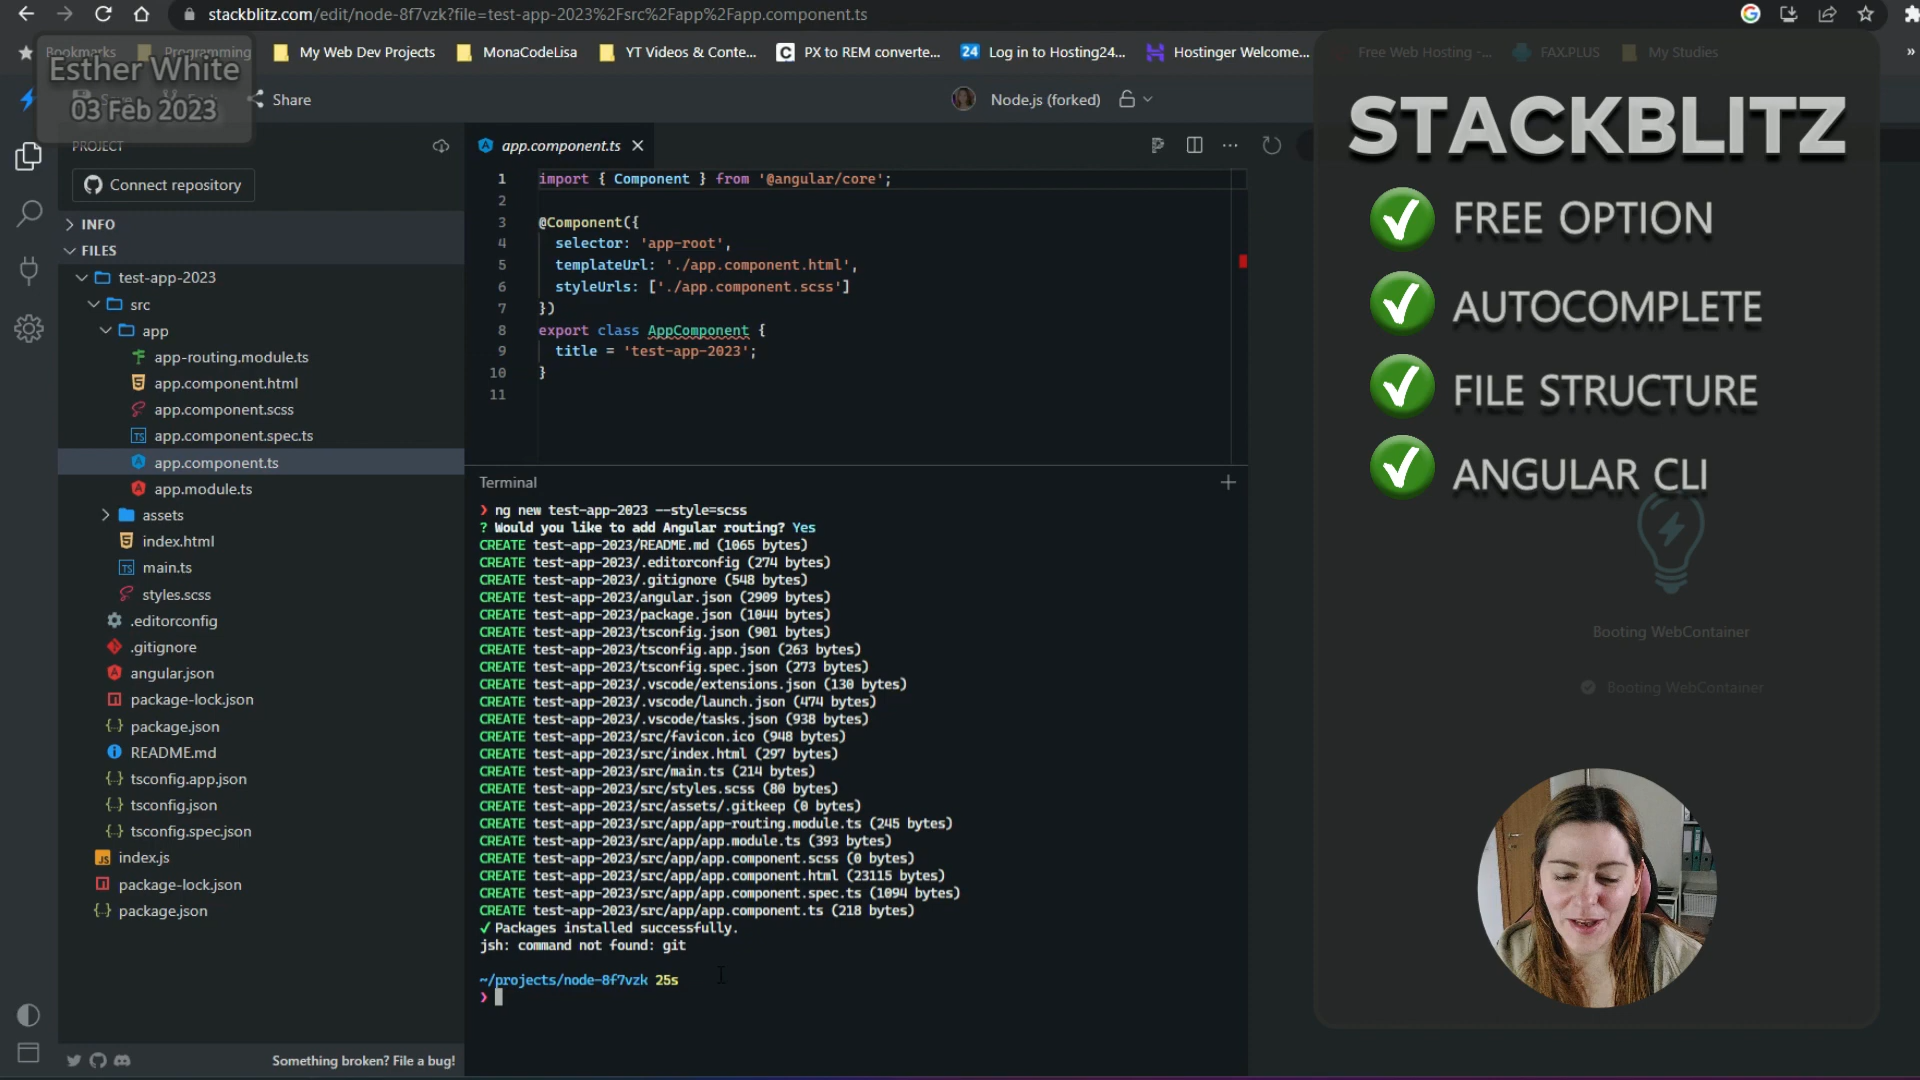 stackblitz.com/edit/node-8f7vzk?file=test-app-2023%2Fsrc%2Fapp%2Fapp.component.ts
Bookmarks
Programming
My Web Dev Projects
MonaCodeLisa
YT Videos & Conte...
PX to REM converte...
24 Log in to Hosting24...
Hostinger Welcome...
Free Web Hosting -...
FAX.PLUS
My Studies
»
Esther White
03 Feb 2023
Share
Node.js (forked)
PROJECT
Connect repository
INFO
FILES
test-app-2023
src
app
app-routing.module.ts
app.component.html
app.component.scss
app.component.spec.ts
app.component.ts
app.module.ts
assets
index.html
main.ts
styles.scss
.editorconfig
.gitignore
angular.json
package-lock.json
package.json
README.md
tsconfig.app.json
tsconfig.json
tsconfig.spec.json
index.js
package-lock.json
package.json
Something broken? File a bug!
app.component.ts
1 import { Component } from '@angular/core';
2
3 @Component({
4 selector: 'app-root',
5 templateUrl: './app.component.html',
6 styleUrls: ['./app.component.scss']
7 })
8 export class AppComponent {
9 title = 'test-app-2023';
10 }
11
Terminal
❯ ng new test-app-2023 --style=scss
? Would you like to add Angular routing? Yes
CREATE test-app-2023/README.md (1065 bytes)
CREATE test-app-2023/.editorconfig (274 bytes)
CREATE test-app-2023/.gitignore (548 bytes)
CREATE test-app-2023/angular.json (2909 bytes)
CREATE test-app-2023/package.json (1044 bytes)
CREATE test-app-2023/tsconfig.json (901 bytes)
CREATE test-app-2023/tsconfig.app.json (263 bytes)
CREATE test-app-2023/tsconfig.spec.json (273 bytes)
CREATE test-app-2023/.vscode/extensions.json (130 bytes)
CREATE test-app-2023/.vscode/launch.json (474 bytes)
CREATE test-app-2023/.vscode/tasks.json (938 bytes)
CREATE test-app-2023/src/favicon.ico (948 bytes)
CREATE test-app-2023/src/index.html (297 bytes)
CREATE test-app-2023/src/main.ts (214 bytes)
CREATE test-app-2023/src/styles.scss (80 bytes)
CREATE test-app-2023/src/assets/.gitkeep (0 bytes)
CREATE test-app-2023/src/app/app-routing.module.ts (245 bytes)
CREATE test-app-2023/src/app/app.module.ts (393 bytes)
CREATE test-app-2023/src/app/app.component.scss (0 bytes)
CREATE test-app-2023/src/app/app.component.html (23115 bytes)
CREATE test-app-2023/src/app/app.component.spec.ts (1094 bytes)
CREATE test-app-2023/src/app/app.component.ts (218 bytes)
✓ Packages installed successfully.
jsh: command not found: git
~/projects/node-8f7vzk 25s
❯
STACKBLITZ
FREE OPTION
AUTOCOMPLETE
FILE STRUCTURE
ANGULAR CLI
Booting WebContainer
Booting WebContainer